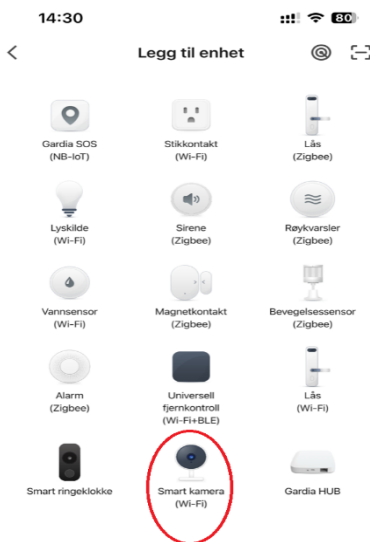 14:30
80
Legg til enhet
Gardia SOS
(NB-IoT)
Stikkontakt
(Wi-Fi)
Lås
(Zigbee)
Lyskilde
(Wi-Fi)
Sirene
(Zigbee)
Røykvarsler
(Zigbee)
Vannsensor
(Wi-Fi)
Magnetkontakt
(Zigbee)
Bevegelsessensor
(Zigbee)
Alarm
(Zigbee)
Universell
fjernkontroll
(Wi-Fi+BLE)
Lås
(Wi-Fi)
Smart ringeklokke
Smart kamera
(Wi-Fi)
Gardia HUB